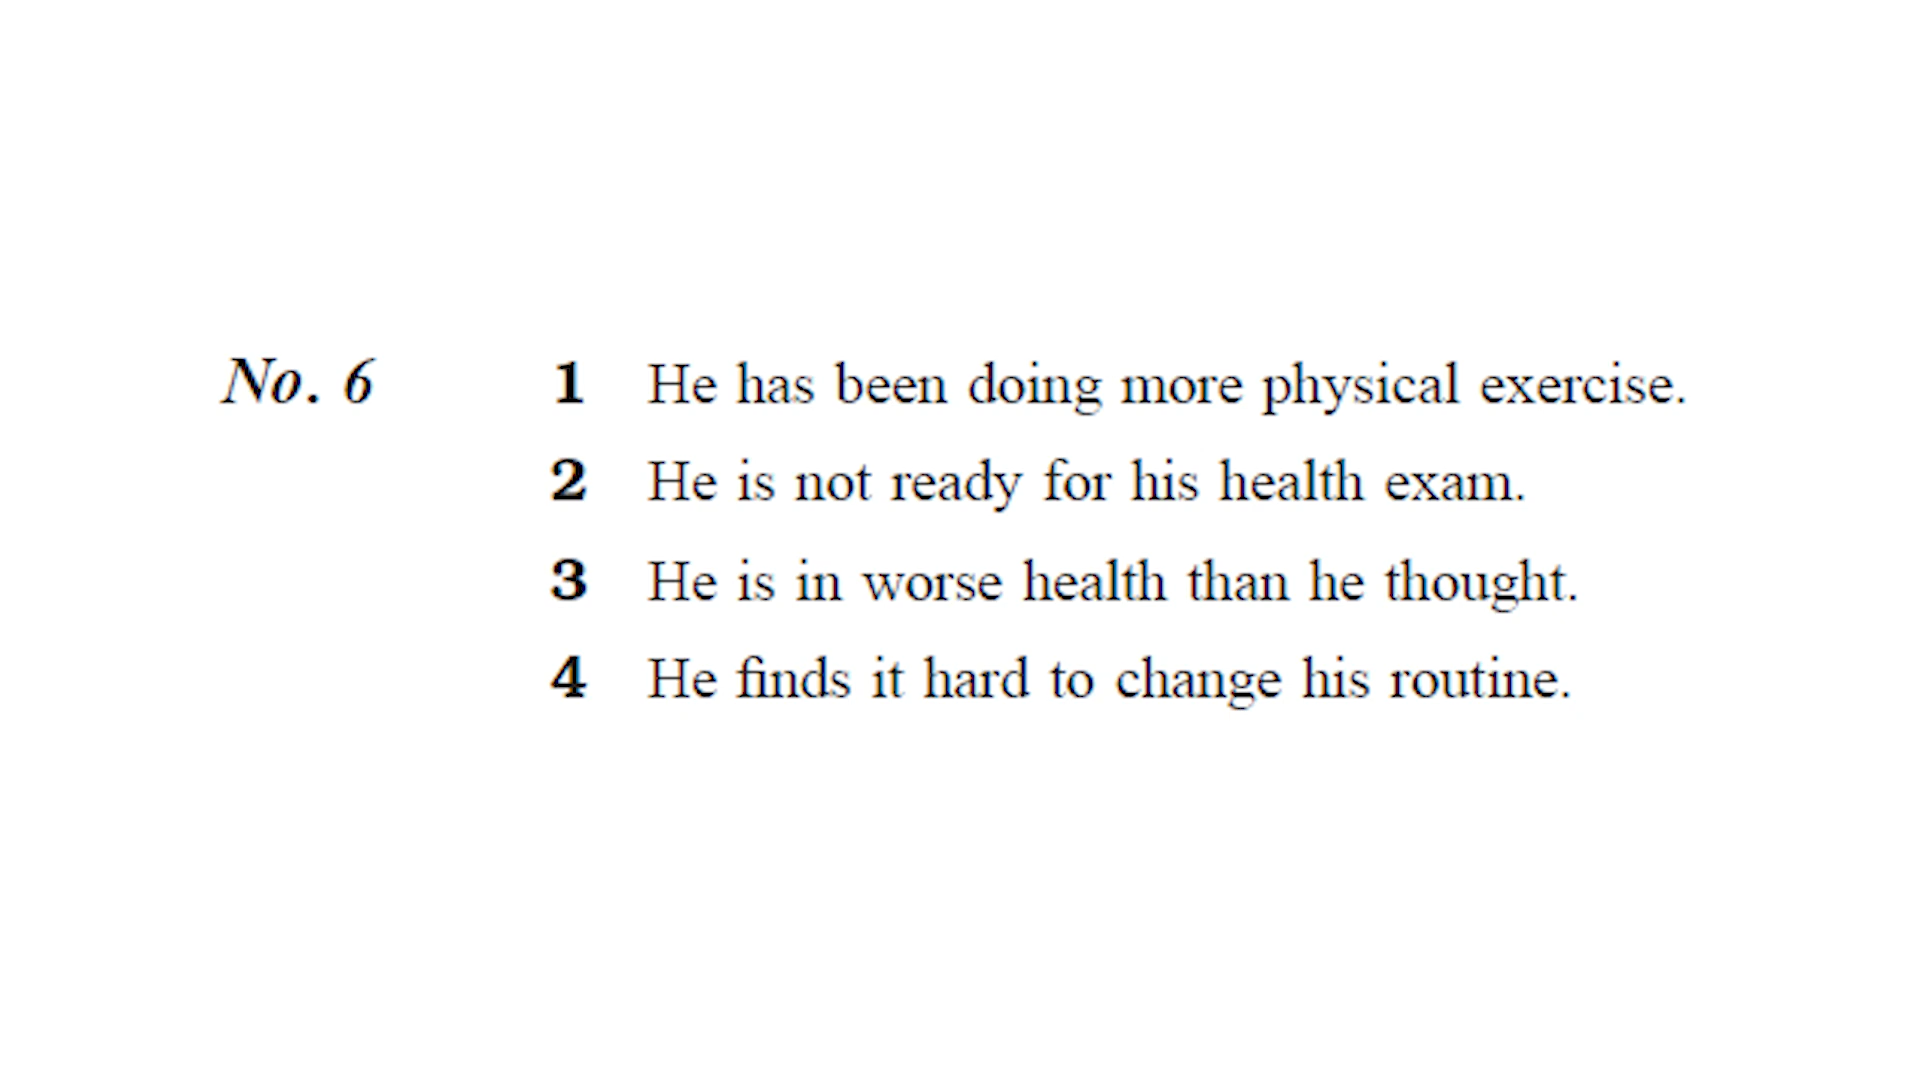 No. 6 1 He has been doing more physical exercise.
2 He is not ready for his health exam.
3 He is in worse health than he thought.
4 He finds it hard to change his routine.